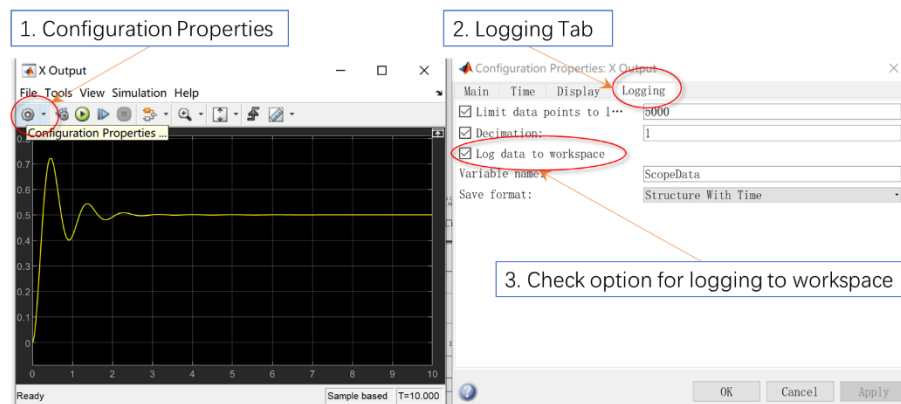 1. Configuration Properties
2. Logging Tab
X Output
File Tools View Simulation Help
Configuration Properties ...
0.8
0.7
0.6
0.5
0.4
0.3
0.2
0.1
0
0 1 2 3 4 5 6 7 8 9 10
Ready
Sample based T=10.000
Configuration Properties: X Output
Main Time Display Logging
Limit data points to l… 5000
Decimation: 1
Log data to workspace
Variable name: ScopeData
Save format: Structure With Time
3. Check option for logging to workspace
OK Cancel Apply